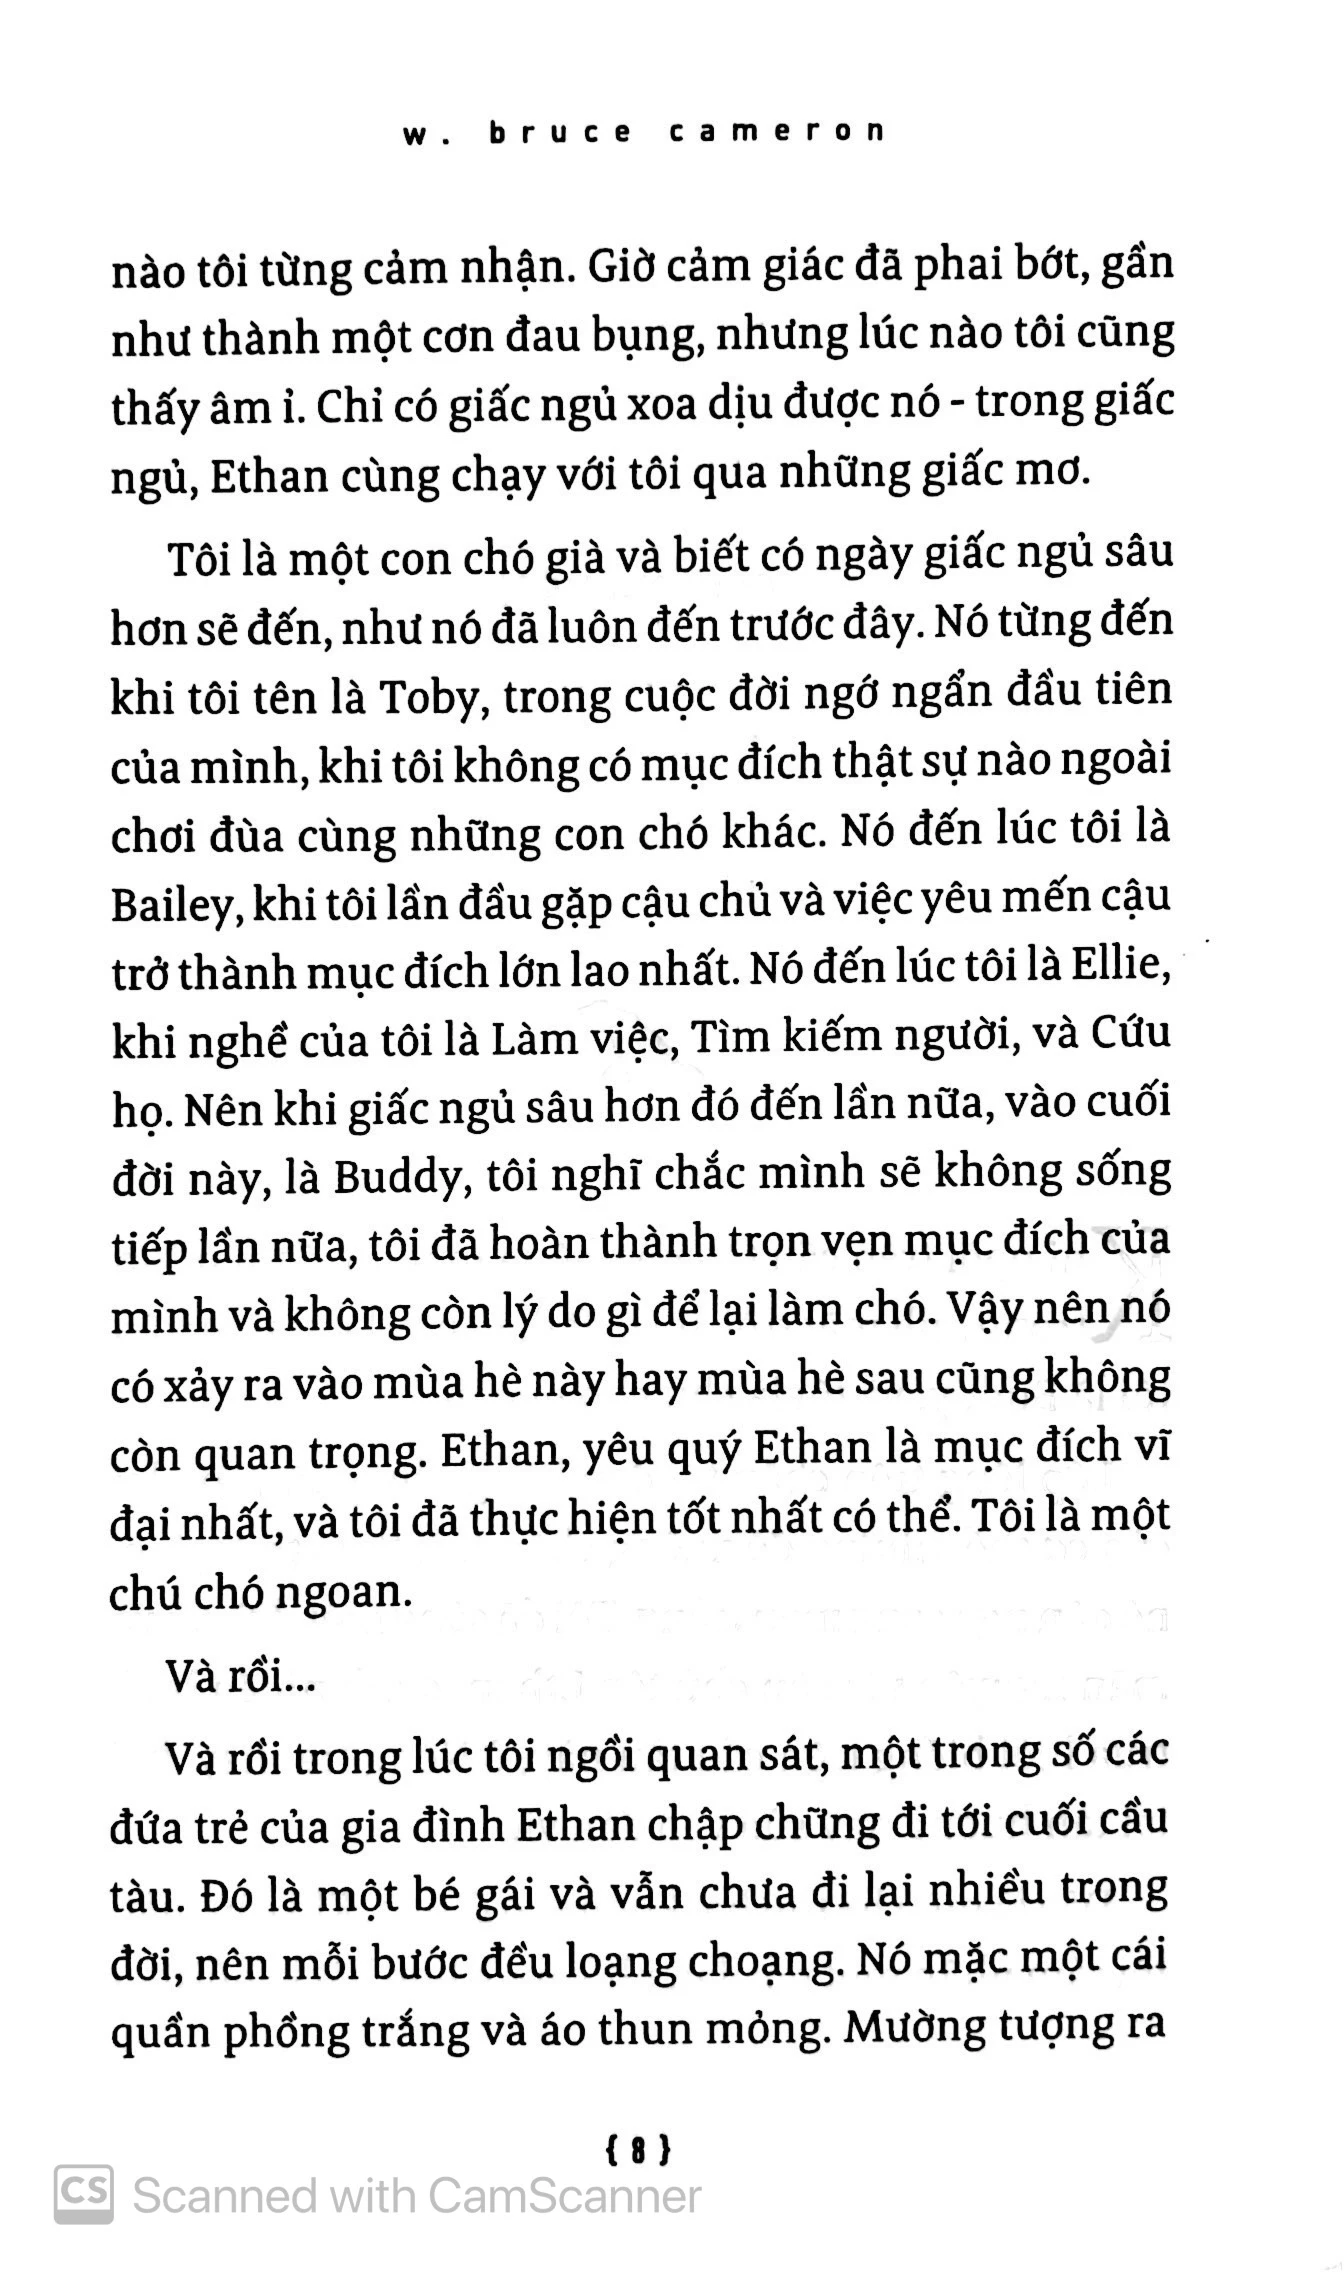 w. bruce cameron
nào tôi từng cảm nhận. Giờ cảm giác đã phai bớt, gần
như thành một cơn đau bụng, nhưng lúc nào tôi cũng
thấy âm ỉ. Chỉ có giấc ngủ xoa dịu được nó - trong giấc
ngủ, Ethan cùng chạy với tôi qua những giấc mơ.
Tôi là một con chó già và biết có ngày giấc ngủ sâu
hơn sẽ đến, như nó đã luôn đến trước đây. Nó từng đến
khi tôi tên là Toby, trong cuộc đời ngớ ngẩn đầu tiên
của mình, khi tôi không có mục đích thật sự nào ngoài
chơi đùa cùng những con chó khác. Nó đến lúc tôi là
Bailey, khi tôi lần đầu gặp cậu chủ và việc yêu mến cậu
trở thành mục đích lớn lao nhất. Nó đến lúc tôi là Ellie,
khi nghề của tôi là Làm việc, Tìm kiếm người, và Cứu
họ. Nên khi giấc ngủ sâu hơn đó đến lần nữa, vào cuối
đời này, là Buddy, tôi nghĩ chắc mình sẽ không sống
tiếp lần nữa, tôi đã hoàn thành trọn vẹn mục đích của
mình và không còn lý do gì để lại làm chó. Vậy nên nó
có xảy ra vào mùa hè này hay mùa hè sau cũng không
còn quan trọng. Ethan, yêu quý Ethan là mục đích vĩ
đại nhất, và tôi đã thực hiện tốt nhất có thể. Tôi là một
chú chó ngoan.
Và rồi...
Và rồi trong lúc tôi ngồi quan sát, một trong số các
đứa trẻ của gia đình Ethan chập chững đi tới cuối cầu
tàu. Đó là một bé gái và vẫn chưa đi lại nhiều trong
đời, nên mỗi bước đều loạng choạng. Nó mặc một cái
quần phồng trắng và áo thun mỏng. Mường tượng ra
{ 8 }
CS Scanned with CamScanner